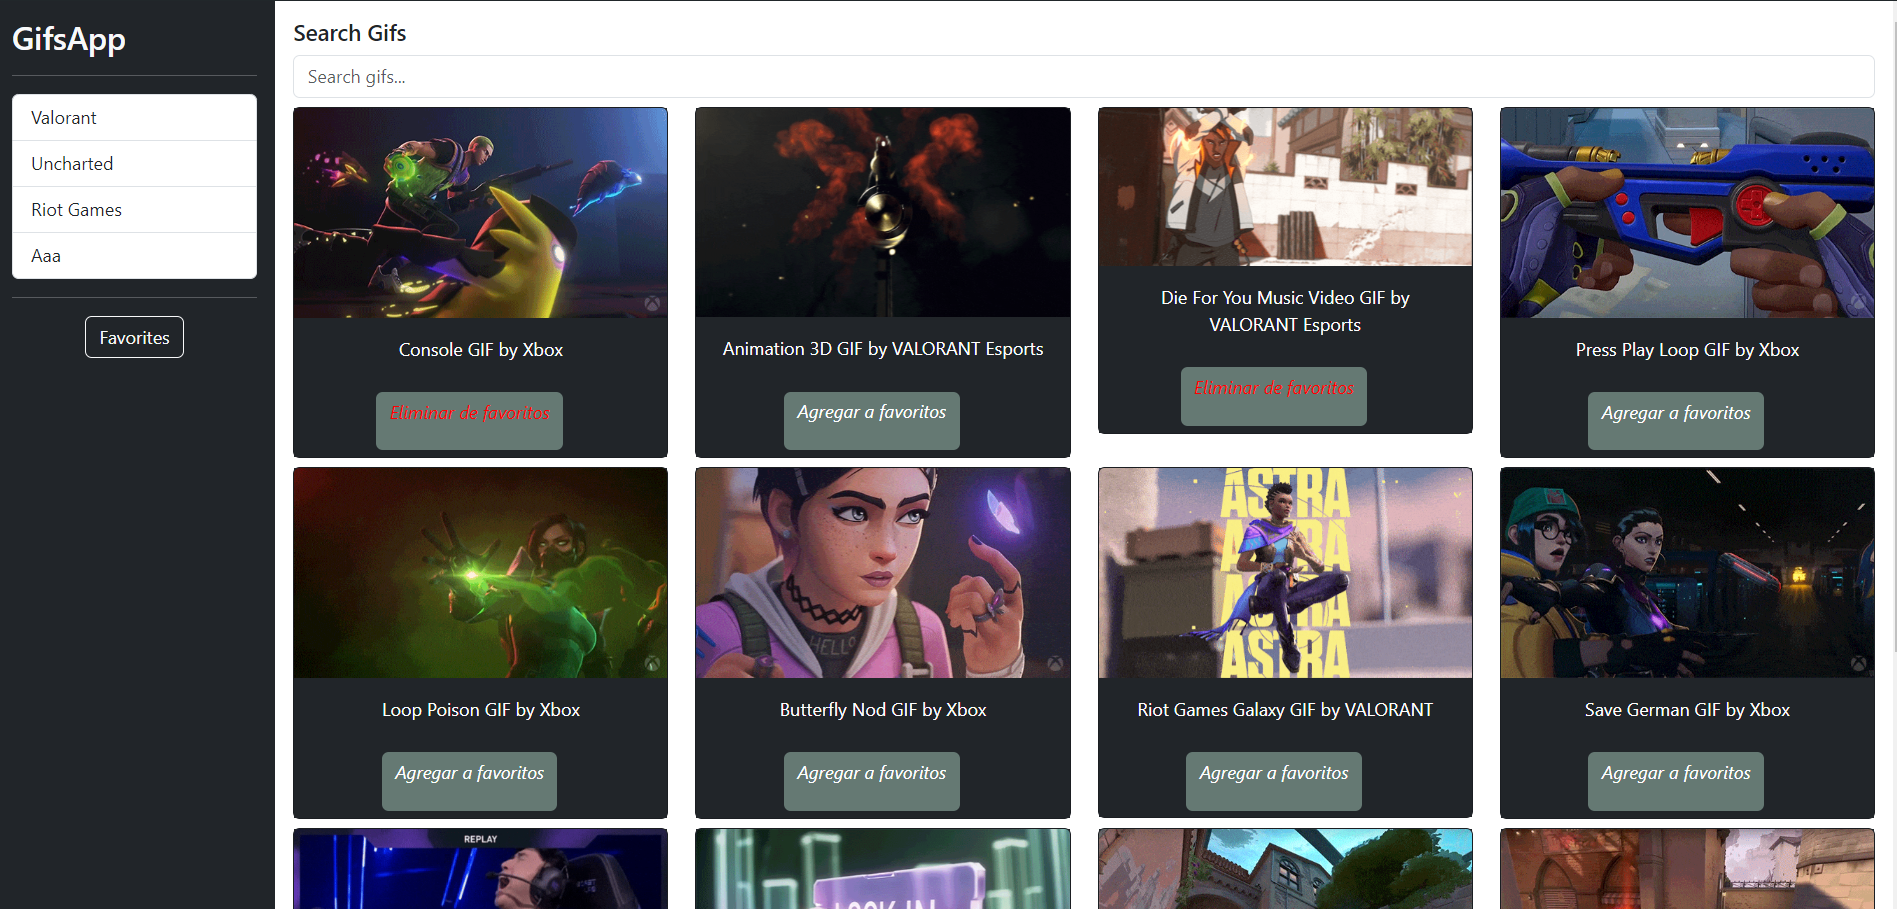 GifsApp
Valorant
Uncharted
Riot Games
Aaa
Favorites
Search Gifs
Search gifs...
Console GIF by Xbox
Eliminar de favoritos
Animation 3D GIF by VALORANT Esports
Agregar a favoritos
Die For You Music Video GIF by
VALORANT Esports
Eliminar de favoritos
Press Play Loop GIF by Xbox
Agregar a favoritos
Loop Poison GIF by Xbox
Agregar a favoritos
HELLO
Butterfly Nod GIF by Xbox
Agregar a favoritos
ASTRA
ASTRA
ASTRA
ASTRA
Riot Games Galaxy GIF by VALORANT
Agregar a favoritos
Save German GIF by Xbox
Agregar a favoritos
REPLAY
LOCK IN